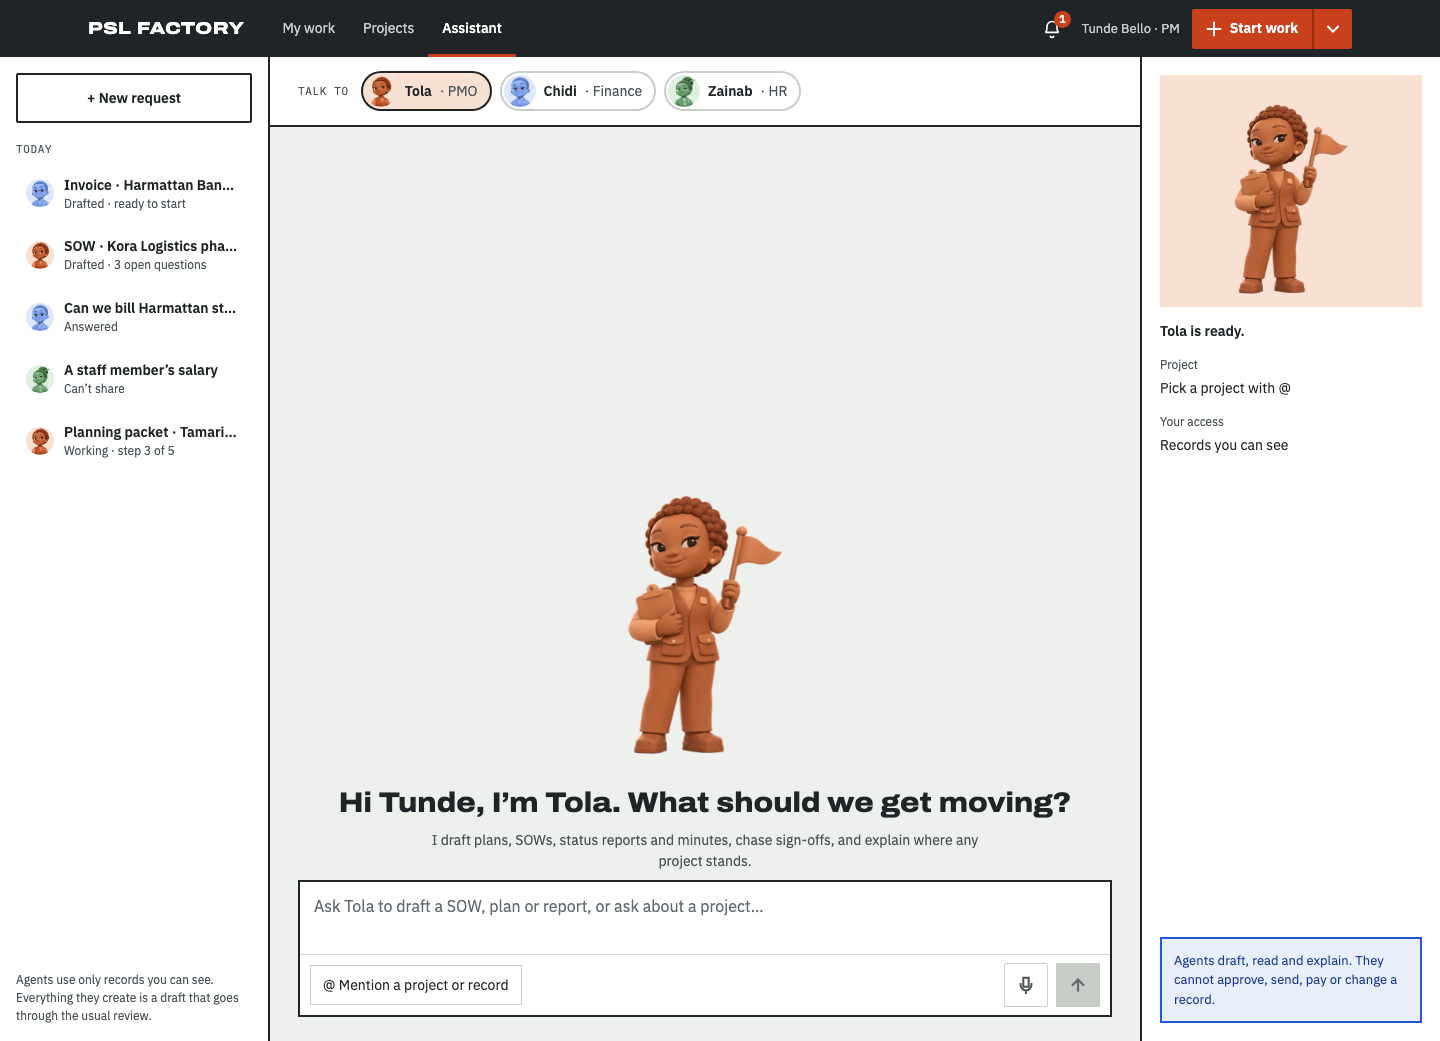 PSL FACTORY
My work
Projects
Assistant
1
Tunde Bello · PM
+ Start work
+ New request
TODAY
Invoice · Harmattan Ban...
Drafted · ready to start
SOW · Kora Logistics pha...
Drafted · 3 open questions
Can we bill Harmattan st...
Answered
A staff member’s salary
Can’t share
Planning packet · Tamari...
Working · step 3 of 5
Agents use only records you can see.
Everything they create is a draft that goes
through the usual review.
TALK TO
Tola · PMO
Chidi · Finance
Zainab · HR
Hi Tunde, I’m Tola. What should we get moving?
I draft plans, SOWs, status reports and minutes, chase sign-offs, and explain where any
project stands.
Ask Tola to draft a SOW, plan or report, or ask about a project...
@ Mention a project or record
Tola is ready.
Project
Pick a project with @
Your access
Records you can see
Agents draft, read and explain. They
cannot approve, send, pay or change a
record.